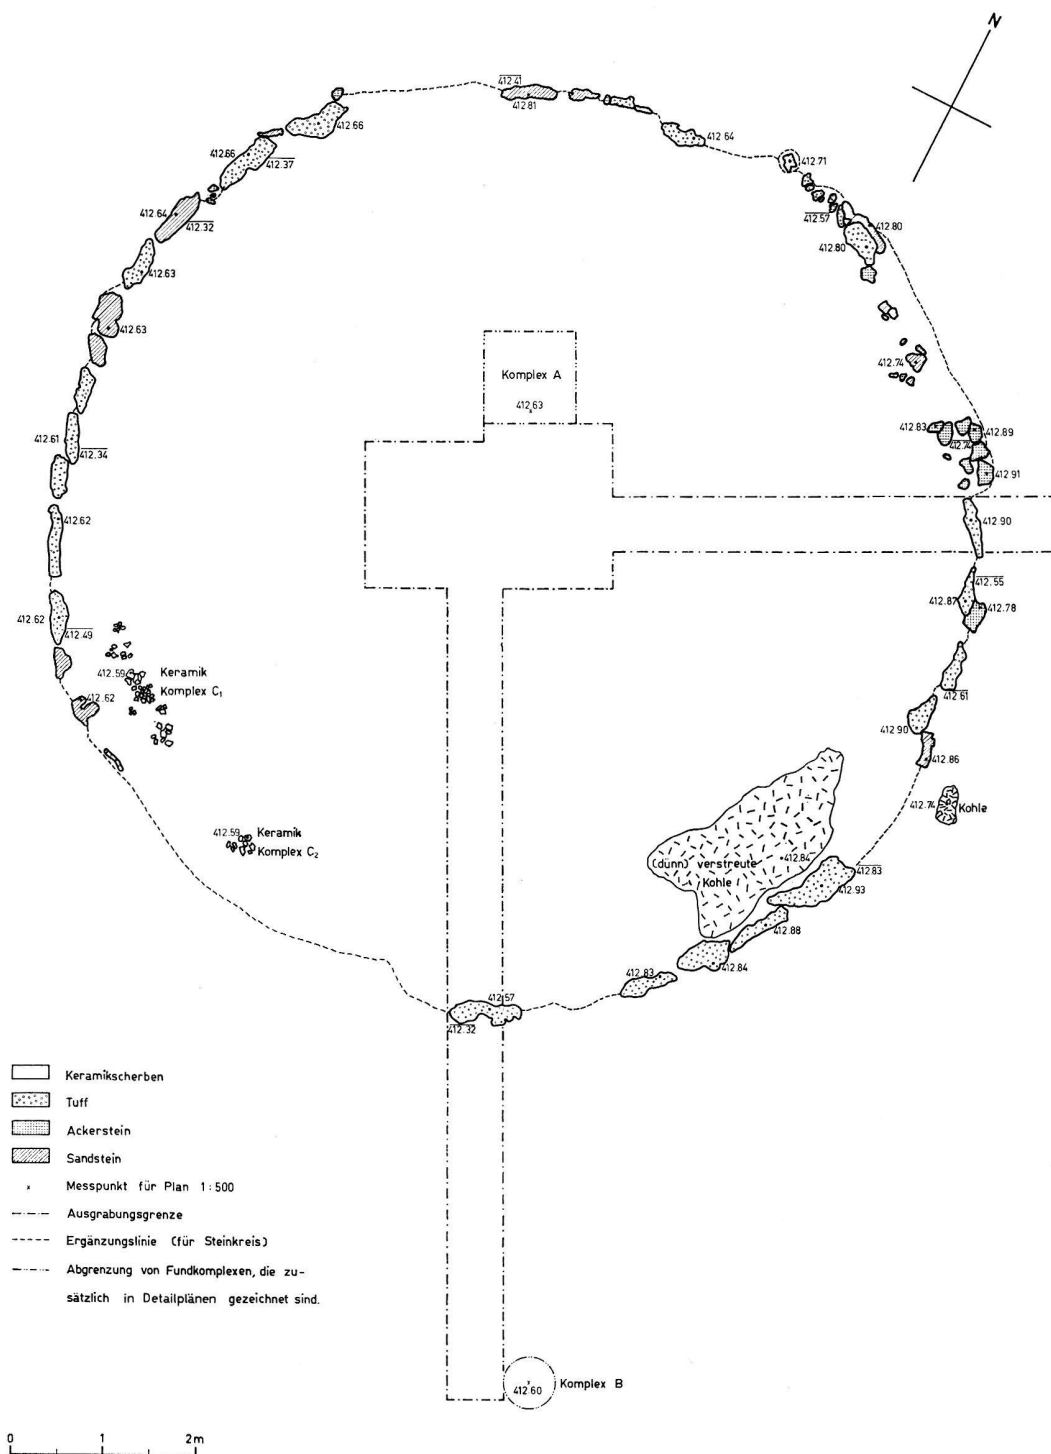 N
412.41
412.81
412.66
412.64
412.66
412.37
412.71
412.64
412.32
412.57
412.80
412.80
412.63
412.63
412.74
Komplex A
412.63
412.61
412.34
412.83
412.89
412.74
412.91
412.62
412.90
412.55
412.87
412.78
412.62
412.49
412.59
Keramik
Komplex C1
412.62
412.61
412.90
412.86
412.74
Kohle
412.59
Keramik
Komplex C2
(dünn) verstreute
Kohle
412.84
412.83
412.93
412.88
412.84
412.83
412.57
412.32
Keramikscherben
Tuff
Ackerstein
Sandstein
Messpunkt für Plan 1:500
Ausgrabungsgrenze
Ergänzungslinie (für Steinkreis)
Abgrenzung von Fundkomplexen, die zu-
sätzlich in Detailplänen gezeichnet sind.
412.60
Komplex B
0 1 2m